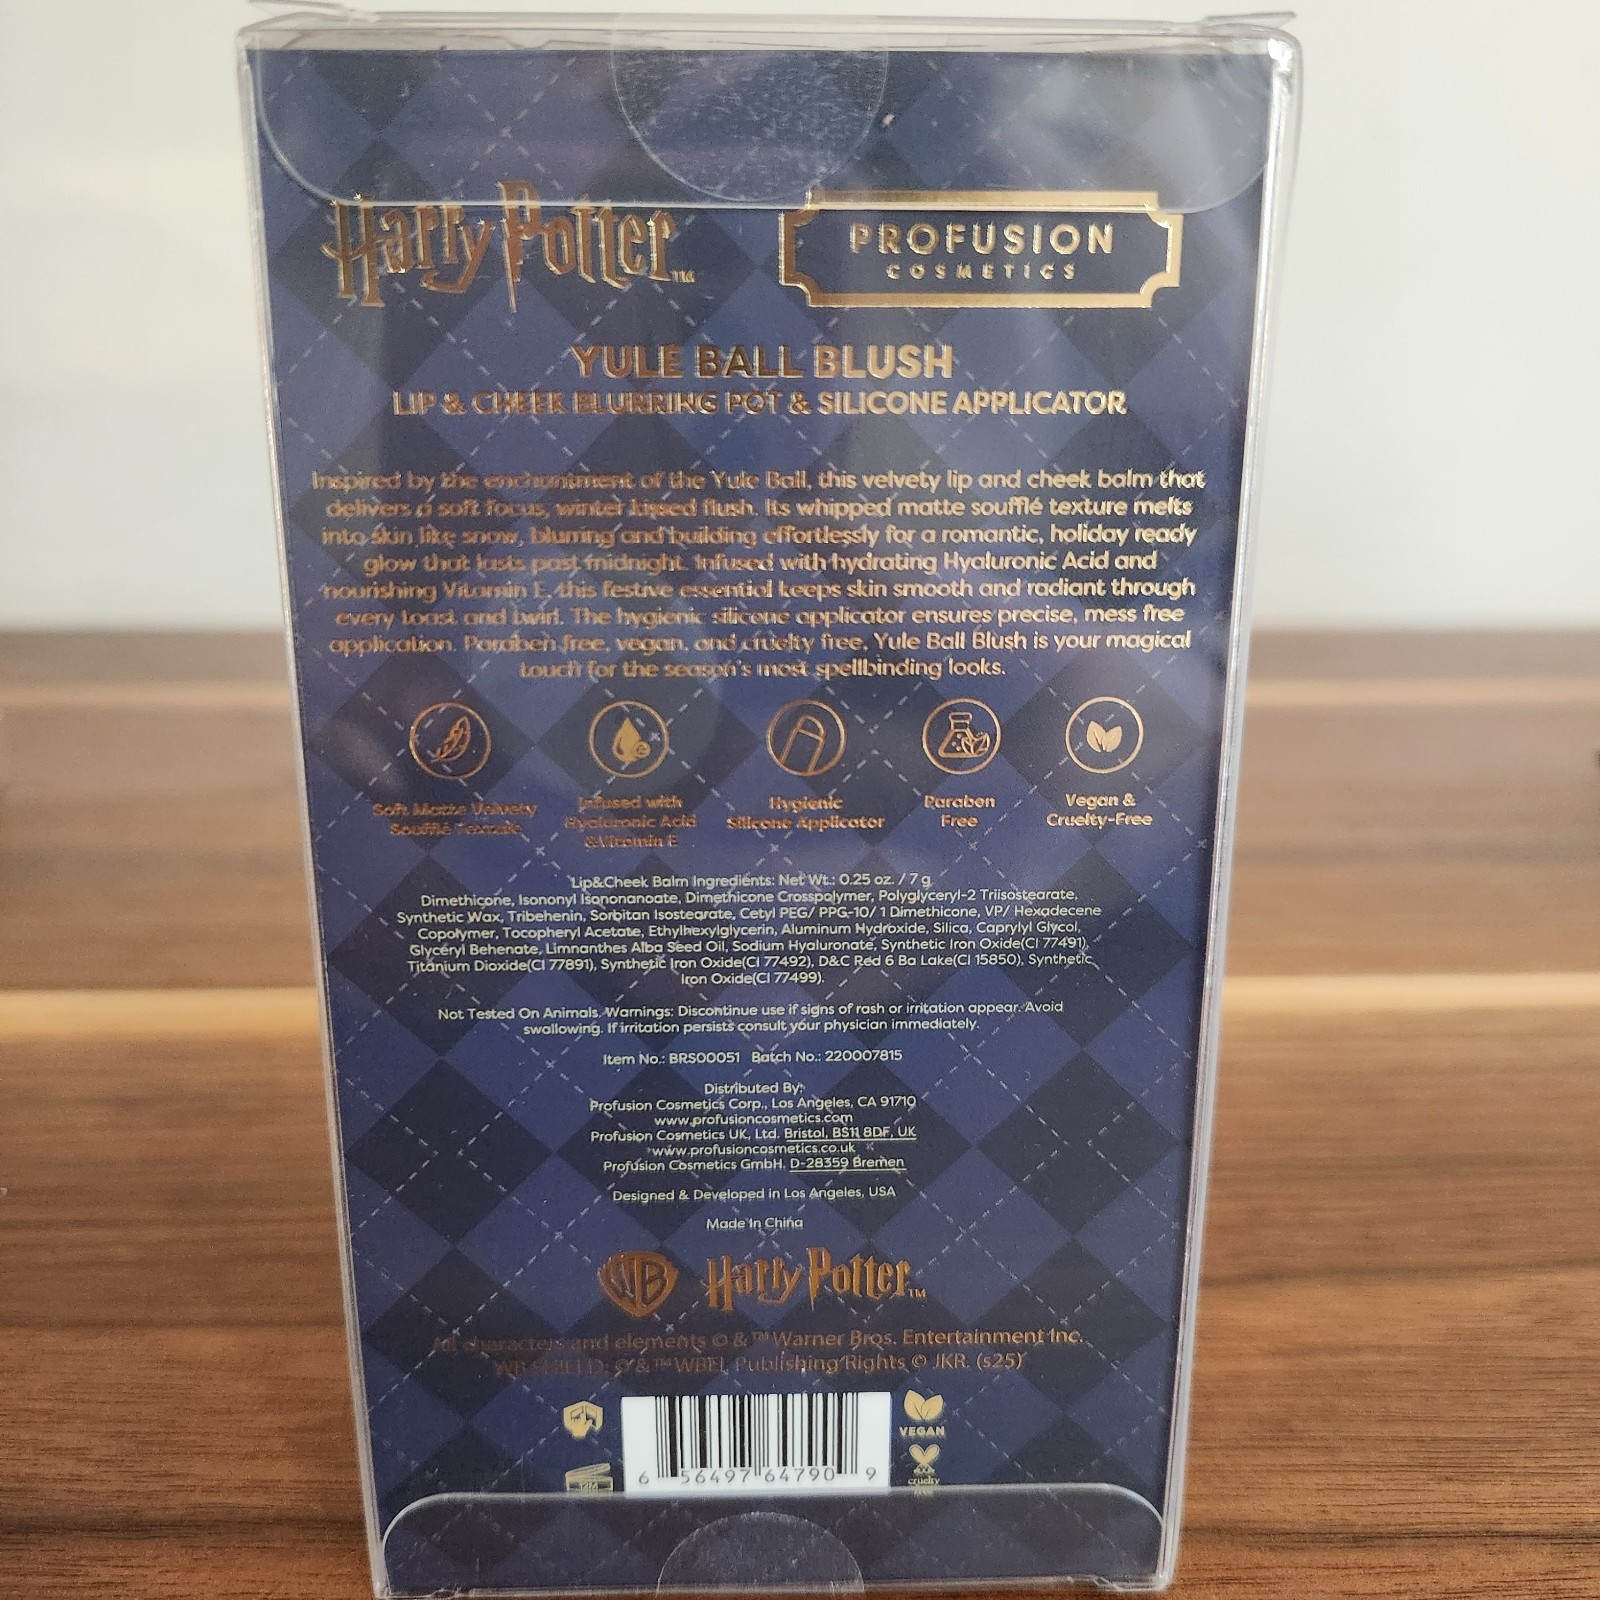 Harry Potter™
PROFUSION
COSMETICS
YULE BALL BLUSH
LIP & CHEEK BLURRING POT & SILICONE APPLICATOR
Inspired by the enchantment of the Yule Ball, this velvety lip and cheek balm that
delivers a soft focus, winter kissed flush. Its whipped matte soufflé texture melts
into skin like snow, blurring and building effortlessly for a romantic, holiday ready
glow that lasts past midnight. Infused with hydrating Hyaluronic Acid and
nourishing Vitamin E, this festive essential keeps skin smooth and radiant through
every toast and twirl. The hygienic silicone applicator ensures precise, mess free
application. Paraben free, vegan, and cruelty free, Yule Ball Blush is your magical
touch for the season's most spellbinding looks.
Soft Matte Velvety
Soufflé Texture
Infused with
Hyaluronic Acid
& Vitamin E
Hygienic
Silicone Applicator
Paraben
Free
Vegan &
Cruelty-Free
Lip&Cheek Balm Ingredients: Net Wt.: 0.25 oz. / 7 g
Dimethicone, Isononyl Isononanoate, Dimethicone Crosspolymer, Polyglyceryl-2 Triisostearate,
Synthetic Wax, Tribehenin, Sorbitan Isostearate, Cetyl PEG/ PPG-10/ 1 Dimethicone, VP/ Hexadecene
Copolymer, Tocopheryl Acetate, Ethylhexylglycerin, Aluminum Hydroxide, Silica, Caprylyl Glycol,
Glyceryl Behenate, Limnanthes Alba Seed Oil, Sodium Hyaluronate, Synthetic Iron Oxide(CI 77491),
Titanium Dioxide(CI 77891), Synthetic Iron Oxide(CI 77492), D&C Red 6 Ba Lake(CI 15850), Synthetic
Iron Oxide(CI 77499).
Not Tested On Animals. Warnings: Discontinue use if signs of rash or irritation appear. Avoid
swallowing. If irritation persists consult your physician immediately.
Item No.: BRS00051 Batch No.: 220007815
Distributed By:
Profusion Cosmetics Corp., Los Angeles, CA 91710
www.profusioncosmetics.com
Profusion Cosmetics UK, Ltd. Bristol, BS11 8DF, UK
www.profusioncosmetics.co.uk
Profusion Cosmetics GmbH. D-28359 Bremen
Designed & Developed in Los Angeles, USA
Made In China
WB Harry Potter™
All characters and elements © & ™ Warner Bros. Entertainment Inc.
WB SHIELD: © & ™ WBEI. Publishing Rights © JKR. (s25)
6 56497 64790 9
VEGAN
cruelty